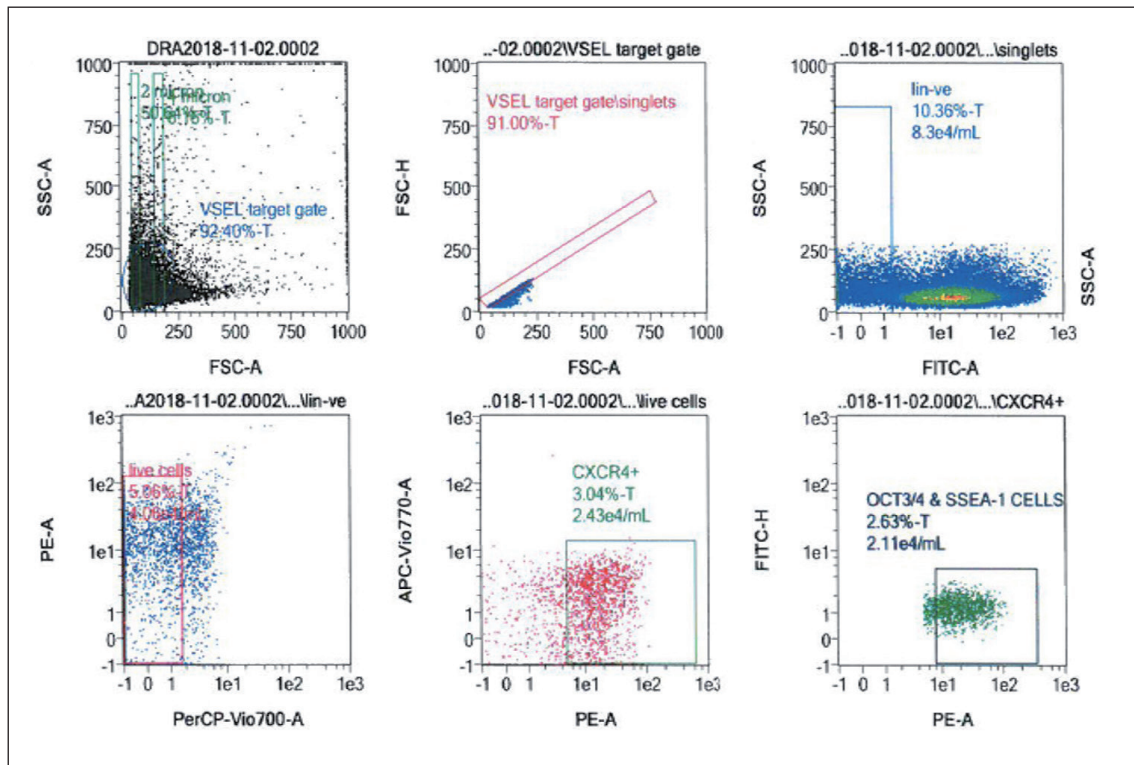 DRA2018-11-02.0002
1000
750
500
250
0
SSC-A
2 micron
50.64%-T
micron
VSEL target gate
92.40%-T
0 250 500 750 1000
FSC-A
..-02.0002\VSEL target gate
1000
750
500
250
0
FSC-H
VSEL target gate\singlets
91.00%-T
0 250 500 750 1000
FSC-A
..018-11-02.0002\...\singlets
1000
750
500
250
0
SSC-A
lin-ve
10.36%-T
8.3e4/mL
SSC-A
-1 0 1 1e1 1e2 1e3
FITC-A
..A2018-11-02.0002\...\lin-ve
1e3
1e2
1e1
1
0
-1
PE-A
live cells
5.06%-T
-1 0 1 1e1 1e2 1e3
PerCP-Vio700-A
..018-11-02.0002\...\live cells
1e3
1e2
1e1
1
0
-1
APC-Vio770-A
CXCR4+
3.04%-T
2.43e4/mL
-1 0 1 1e1 1e2 1e3
PE-A
..018-11-02.0002\...\CXCR4+
1e3
1e2
1e1
1
0
-1
FITC-H
OCT3/4 & SSEA-1 CELLS
2.63%-T
2.11e4/mL
-1 0 1 1e1 1e2 1e3
PE-A